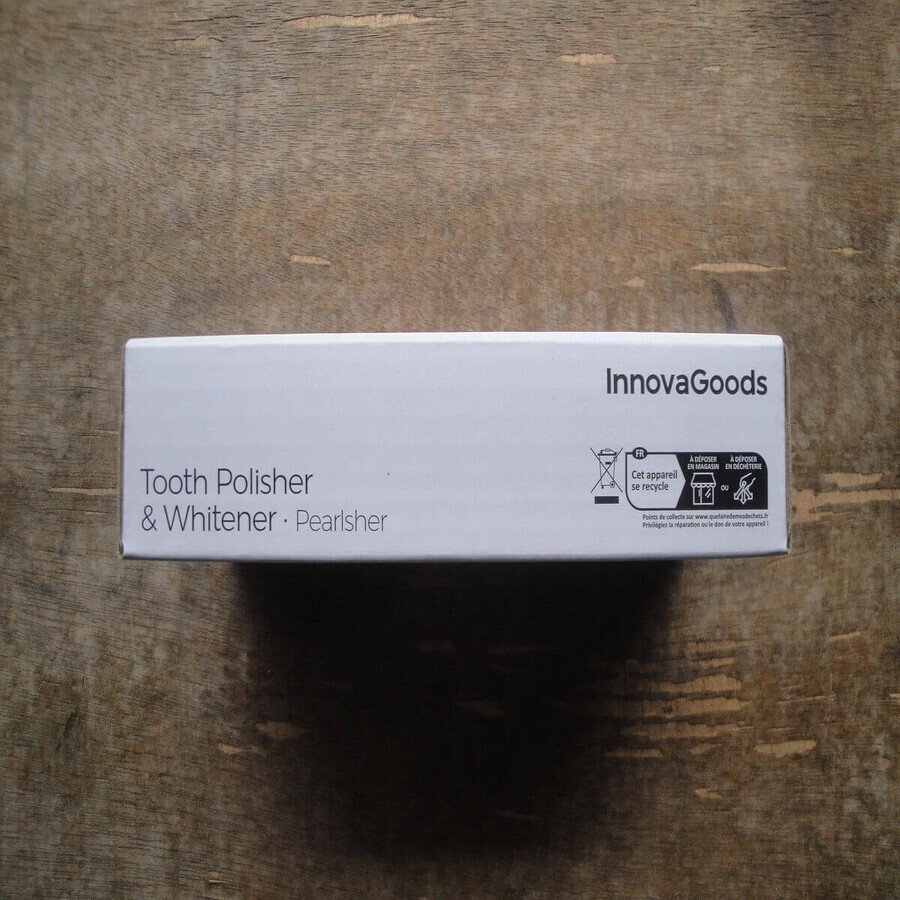 InnovaGoods
Tooth Polisher
& Whitener · Pearlsher
FR
Cet appareil
se recycle
À DÉPOSER
EN MAGASIN
OU
À DÉPOSER
EN DÉCHÈTERIE
Points de collecte sur www.quefairedemesdechets.fr
Privilégiez la réparation ou le don de votre appareil !